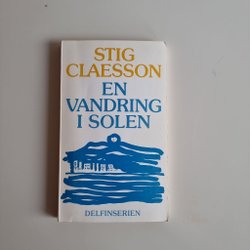 STIG
CLAESSON
EN
VANDRING
I SOLEN
DELFINSERIEN